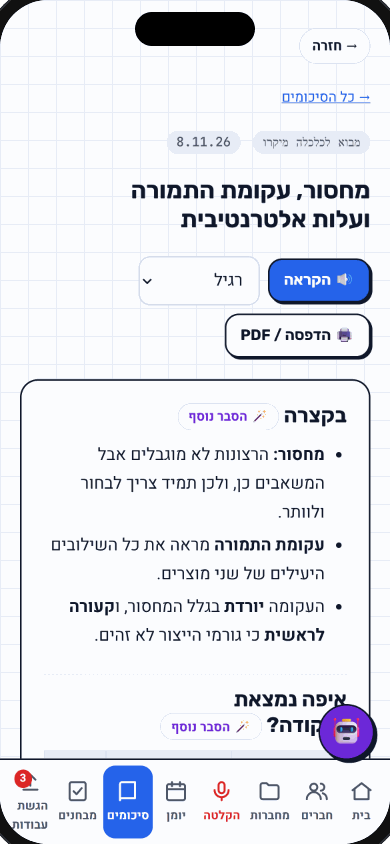 → חזרה
→ כל הסיכומים
מבוא לכלכלה מיקרו
8.11.26
מחסור, עקומת התמורה
ועלות אלטרנטיבית
הקראה
רגיל
הדפסה / PDF
בקצרה
הסבר נוסף
מחסור: הרצונות לא מוגבלים אבל
המשאבים כן, ולכן תמיד צריך לבחור
ולוותר.
עקומת התמורה מראה את כל השילובים
היעילים של שני מוצרים.
העקומה יורדת בגלל המחסור, וקעורה
לראשית כי גורמי הייצור לא זהים.
איפה נמצאת
הסבר נוסף
בית
חברים
מחברות
הקלטה
יומן
סיכומים
מבחנים
3
הגשת
עבודות